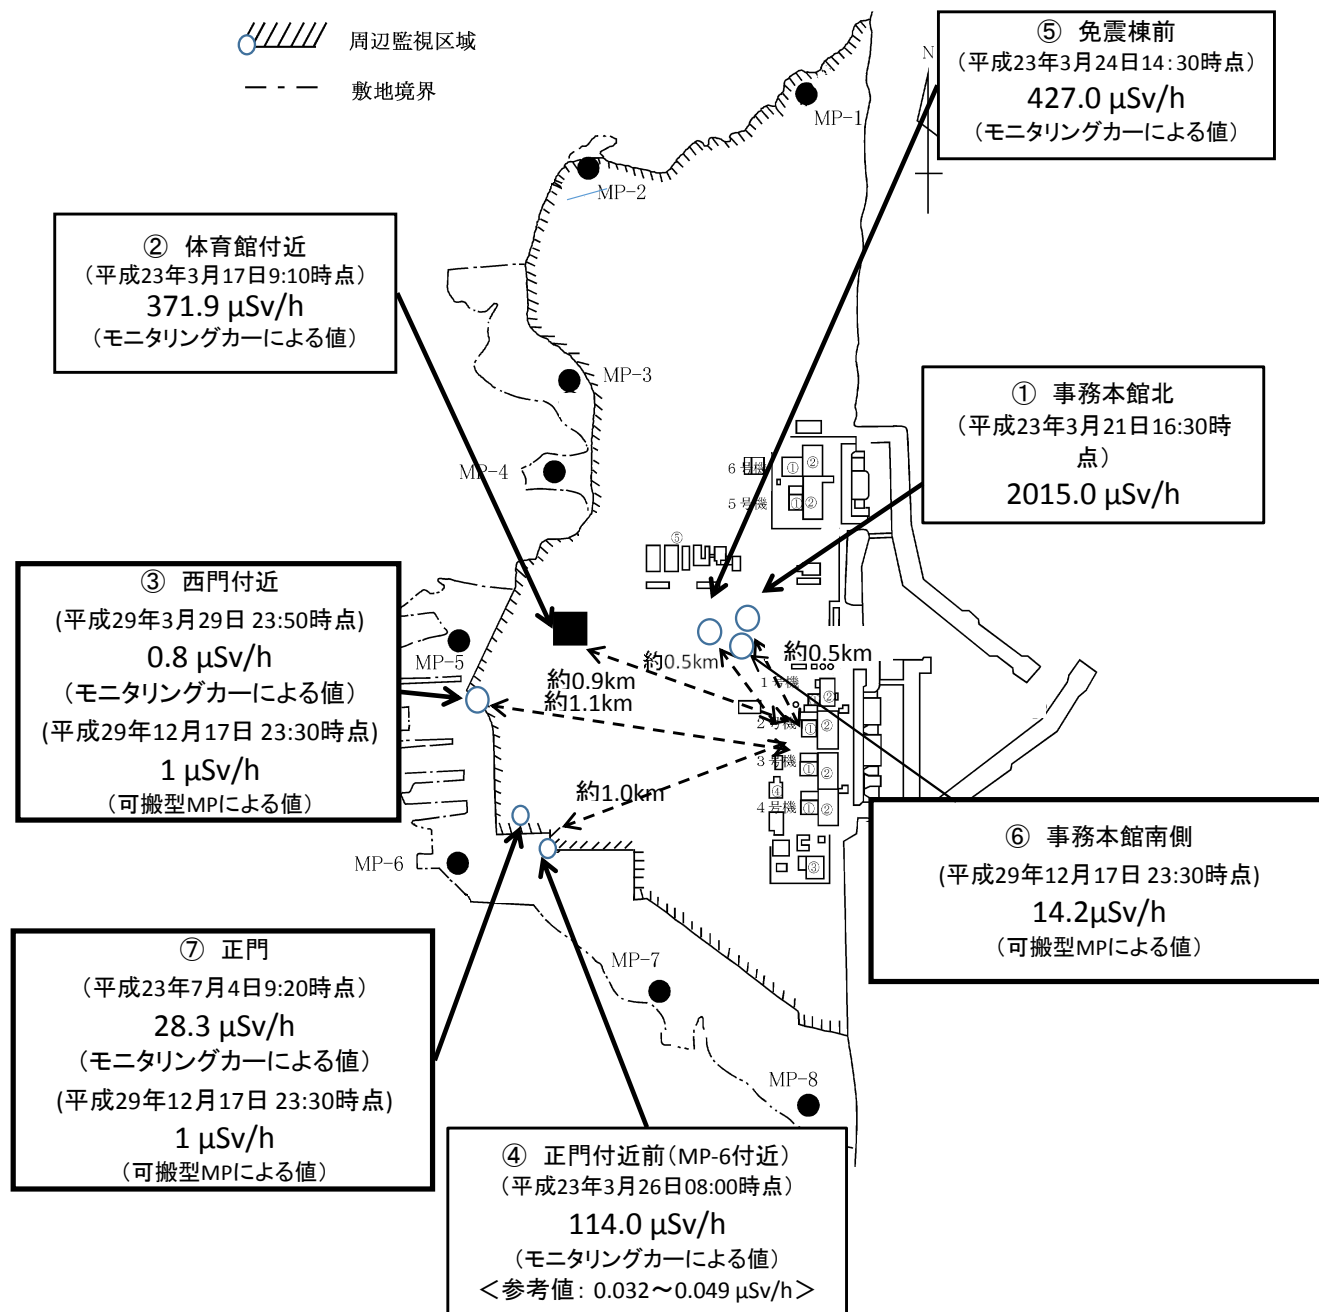 周辺監視区域
敷地境界
⑤ 免震棟前
(平成23年3月24日14:30時点)
427.0 μSv/h
(モニタリングカーによる値)
N
MP-1
MP-2
② 体育館付近
(平成23年3月17日9:10時点)
371.9 μSv/h
(モニタリングカーによる値)
MP-3
MP-4
① 事務本館北
(平成23年3月21日16:30時
点)
2015.0 μSv/h
6号機
①
②
5号機
①
②
⑤
③ 西門付近
(平成29年3月29日 23:50時点)
0.8 μSv/h
(モニタリングカーによる値)
(平成29年12月17日 23:30時点)
1 μSv/h
(可搬型MPによる値)
MP-5
約0.5km
約0.5km
約0.9km
約1.1km
約1.0km
1号機
②
2号機
①
②
3号機
①
②
④
4号機
①
②
③
MP-6
⑥ 事務本館南側
(平成29年12月17日 23:30時点)
14.2μSv/h
(可搬型MPによる値)
⑦ 正門
(平成23年7月4日9:20時点)
28.3 μSv/h
(モニタリングカーによる値)
(平成29年12月17日 23:30時点)
1 μSv/h
(可搬型MPによる値)
MP-7
MP-8
④ 正門付近前(MP-6付近)
(平成23年3月26日08:00時点)
114.0 μSv/h
(モニタリングカーによる値)
<参考値: 0.032~0.049 μSv/h>